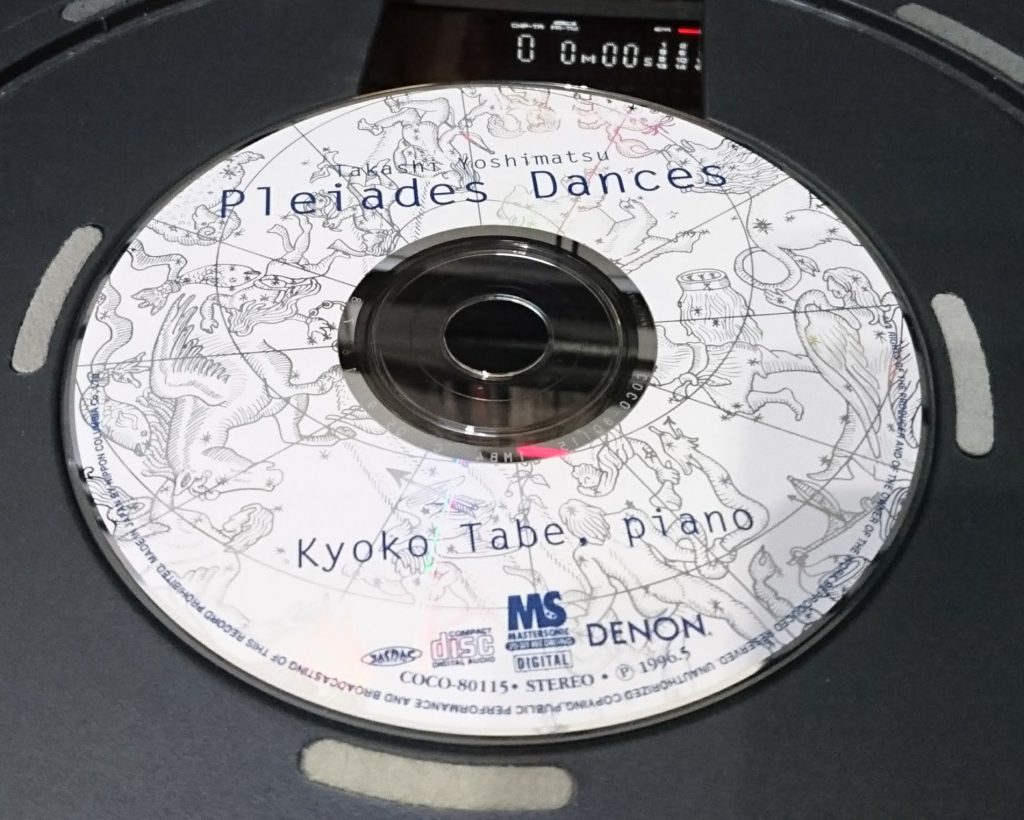 0 0M00S
Takashi Yoshimatsu
Pleiades Dances
Kyoko Tabe, piano
MS
MASTERSONIC
DIGITAL
COMPACT
disc
DIGITAL AUDIO
JASRAC
DENON
COCO-80115 • STEREO • Ⓟ 1996.5
UNAUTHORIZED COPYING, PUBLIC PERFORMANCE AND BROADCASTING OF THIS RECORD PROHIBITED. MADE IN JAPAN BY NIPPON COLUMBIA CO., LTD.